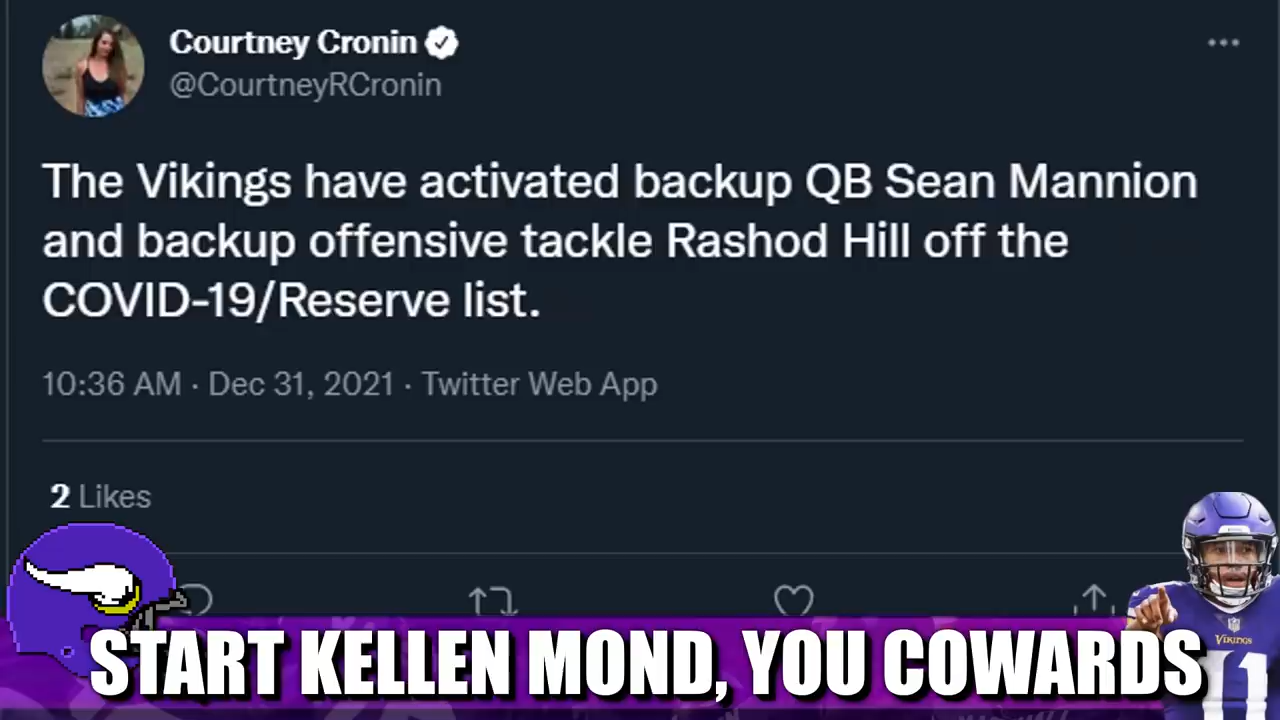 Courtney Cronin
@CourtneyRCronin
The Vikings have activated backup QB Sean Mannion
and backup offensive tackle Rashod Hill off the
COVID-19/Reserve list.
10:36 AM · Dec 31, 2021 · Twitter Web App
2 Likes
START KELLEN MOND, YOU COWARDS
VIKINGS
11